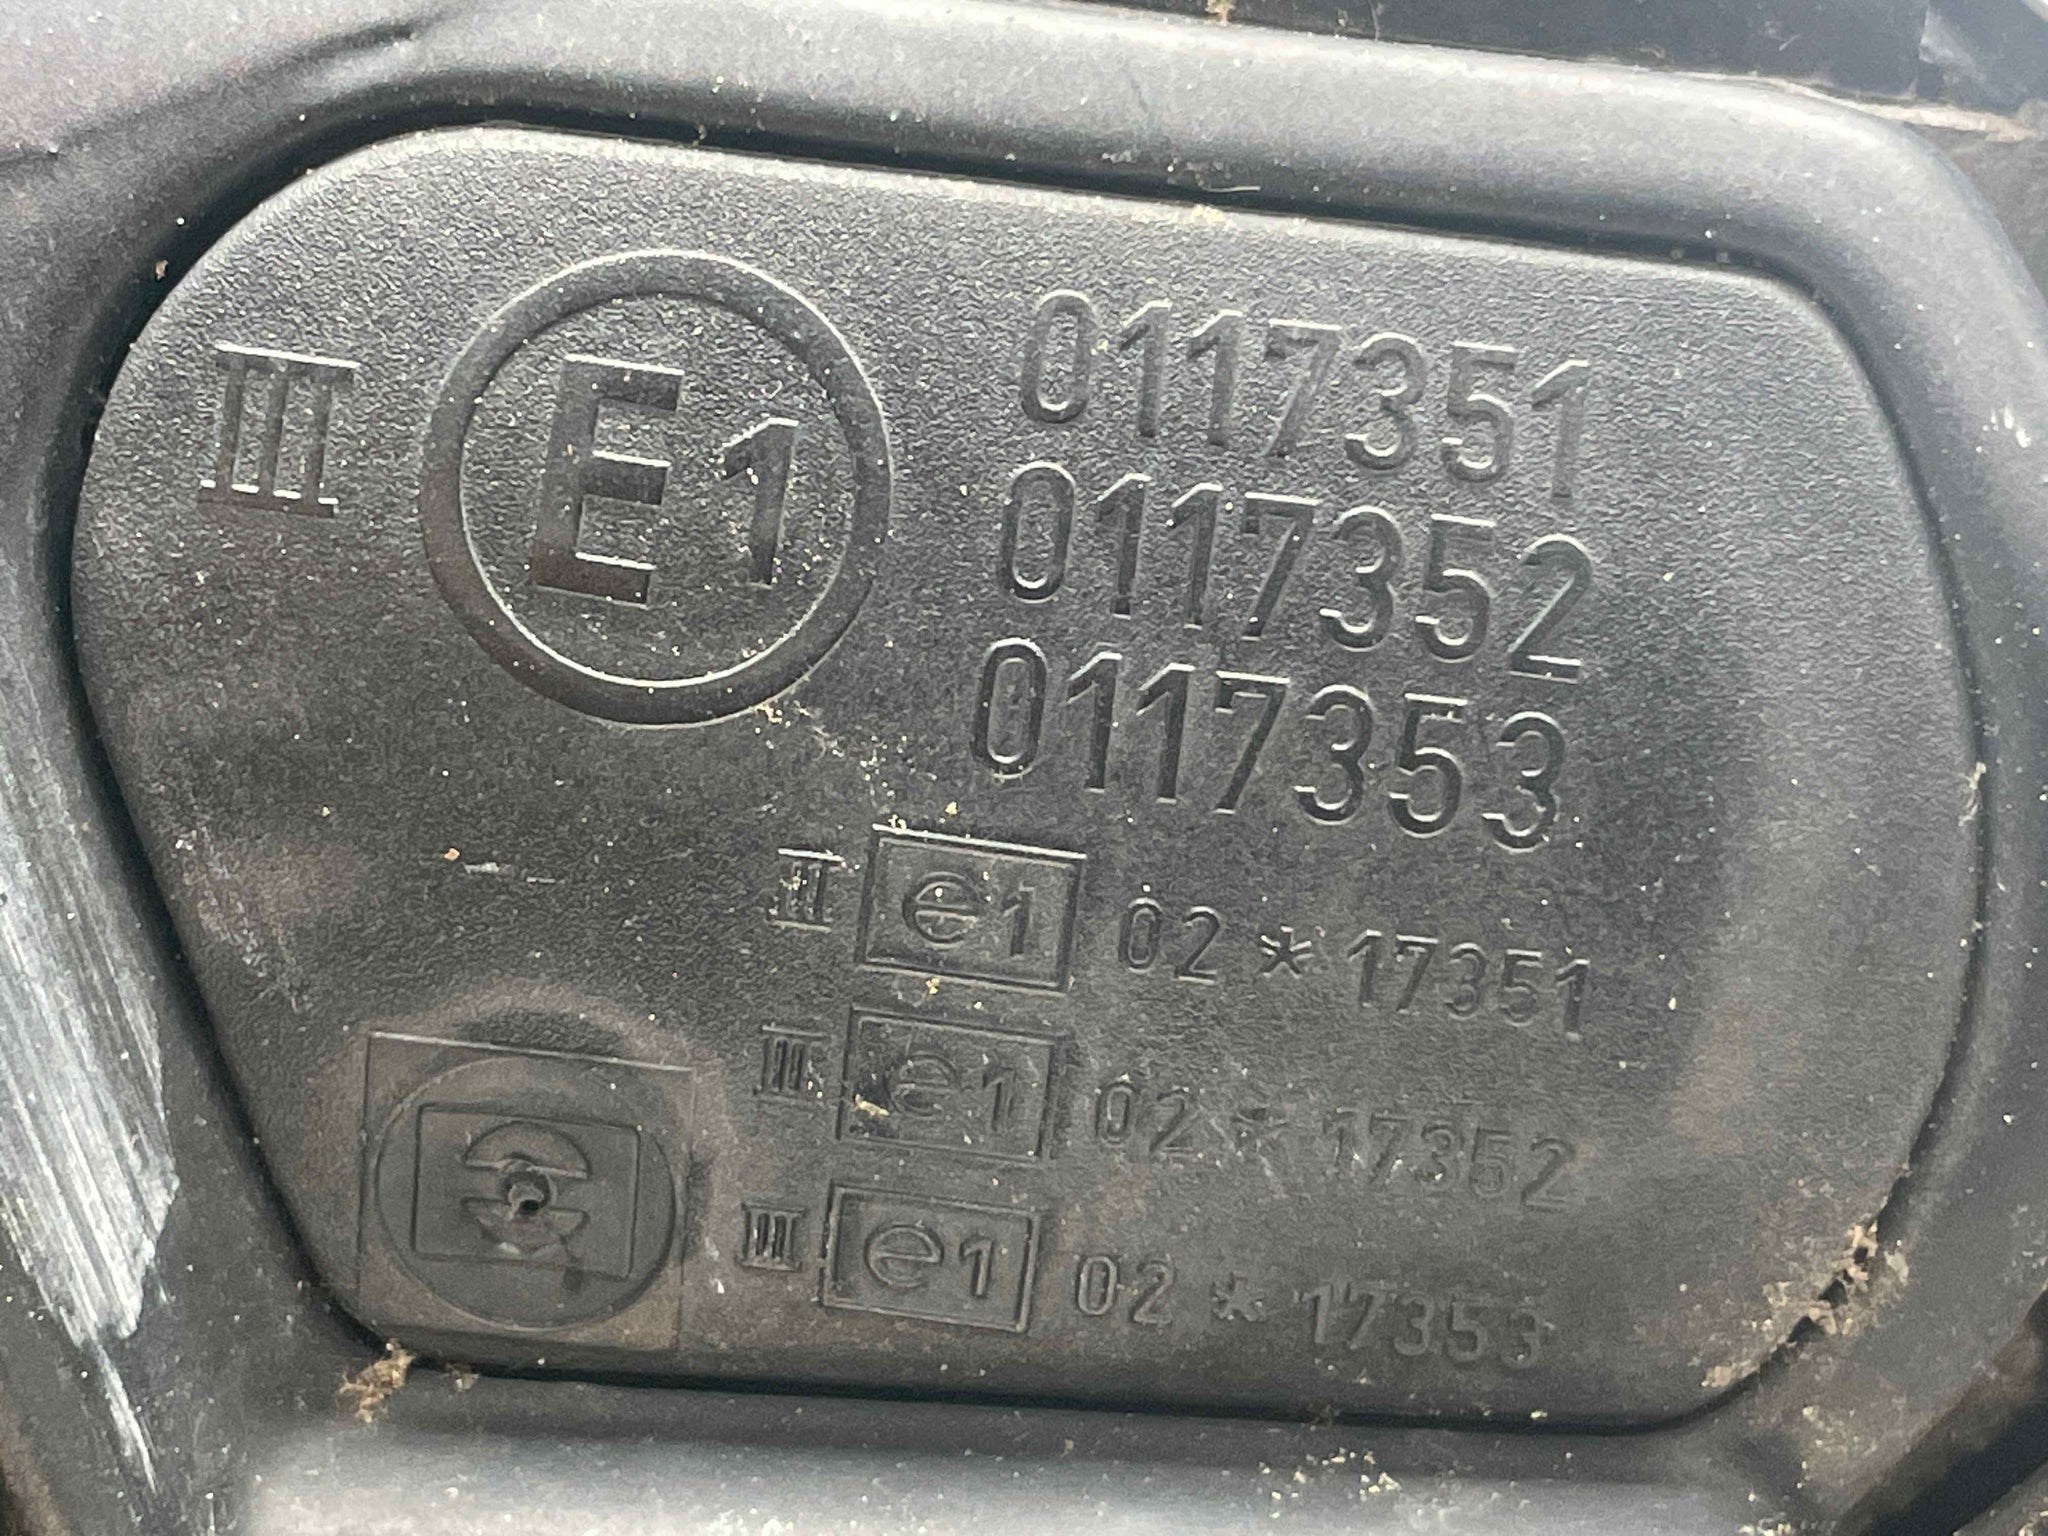 III E1 0117351
0117352
0117353
II e1 02 * 17351
III e1 02 * 17352
III e1 02 * 17353